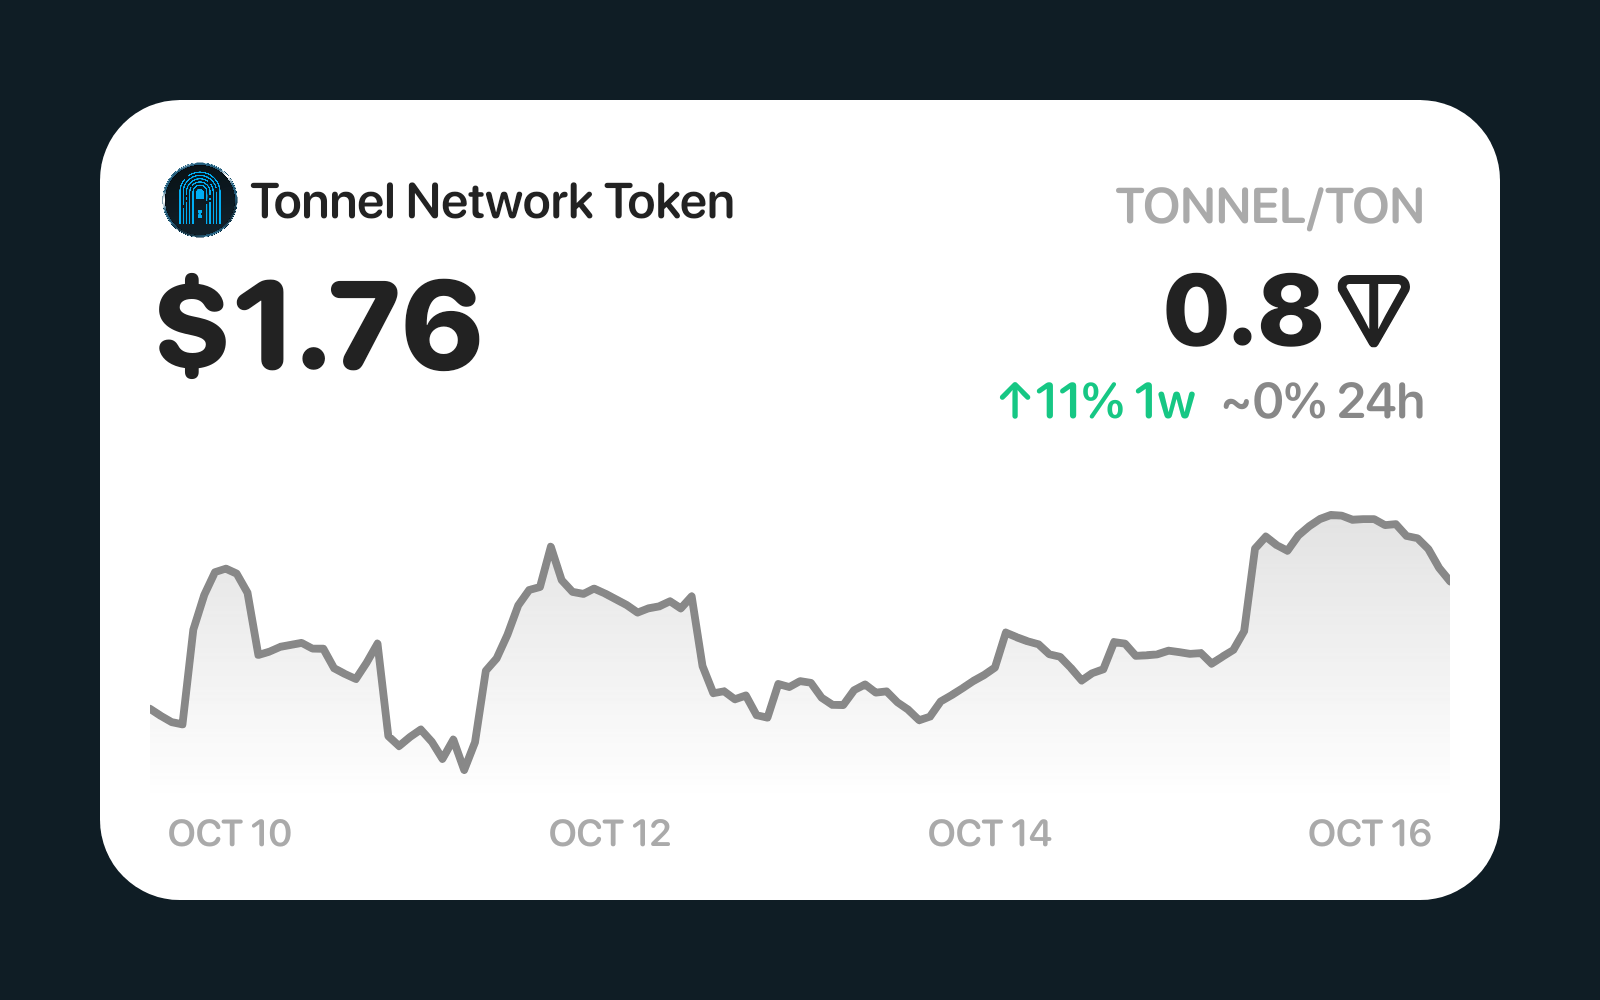 Tonnel Network Token
TONNEL/TON
$1.76
0.8
↑11% 1w ~0% 24h
OCT 10
OCT 12
OCT 14
OCT 16